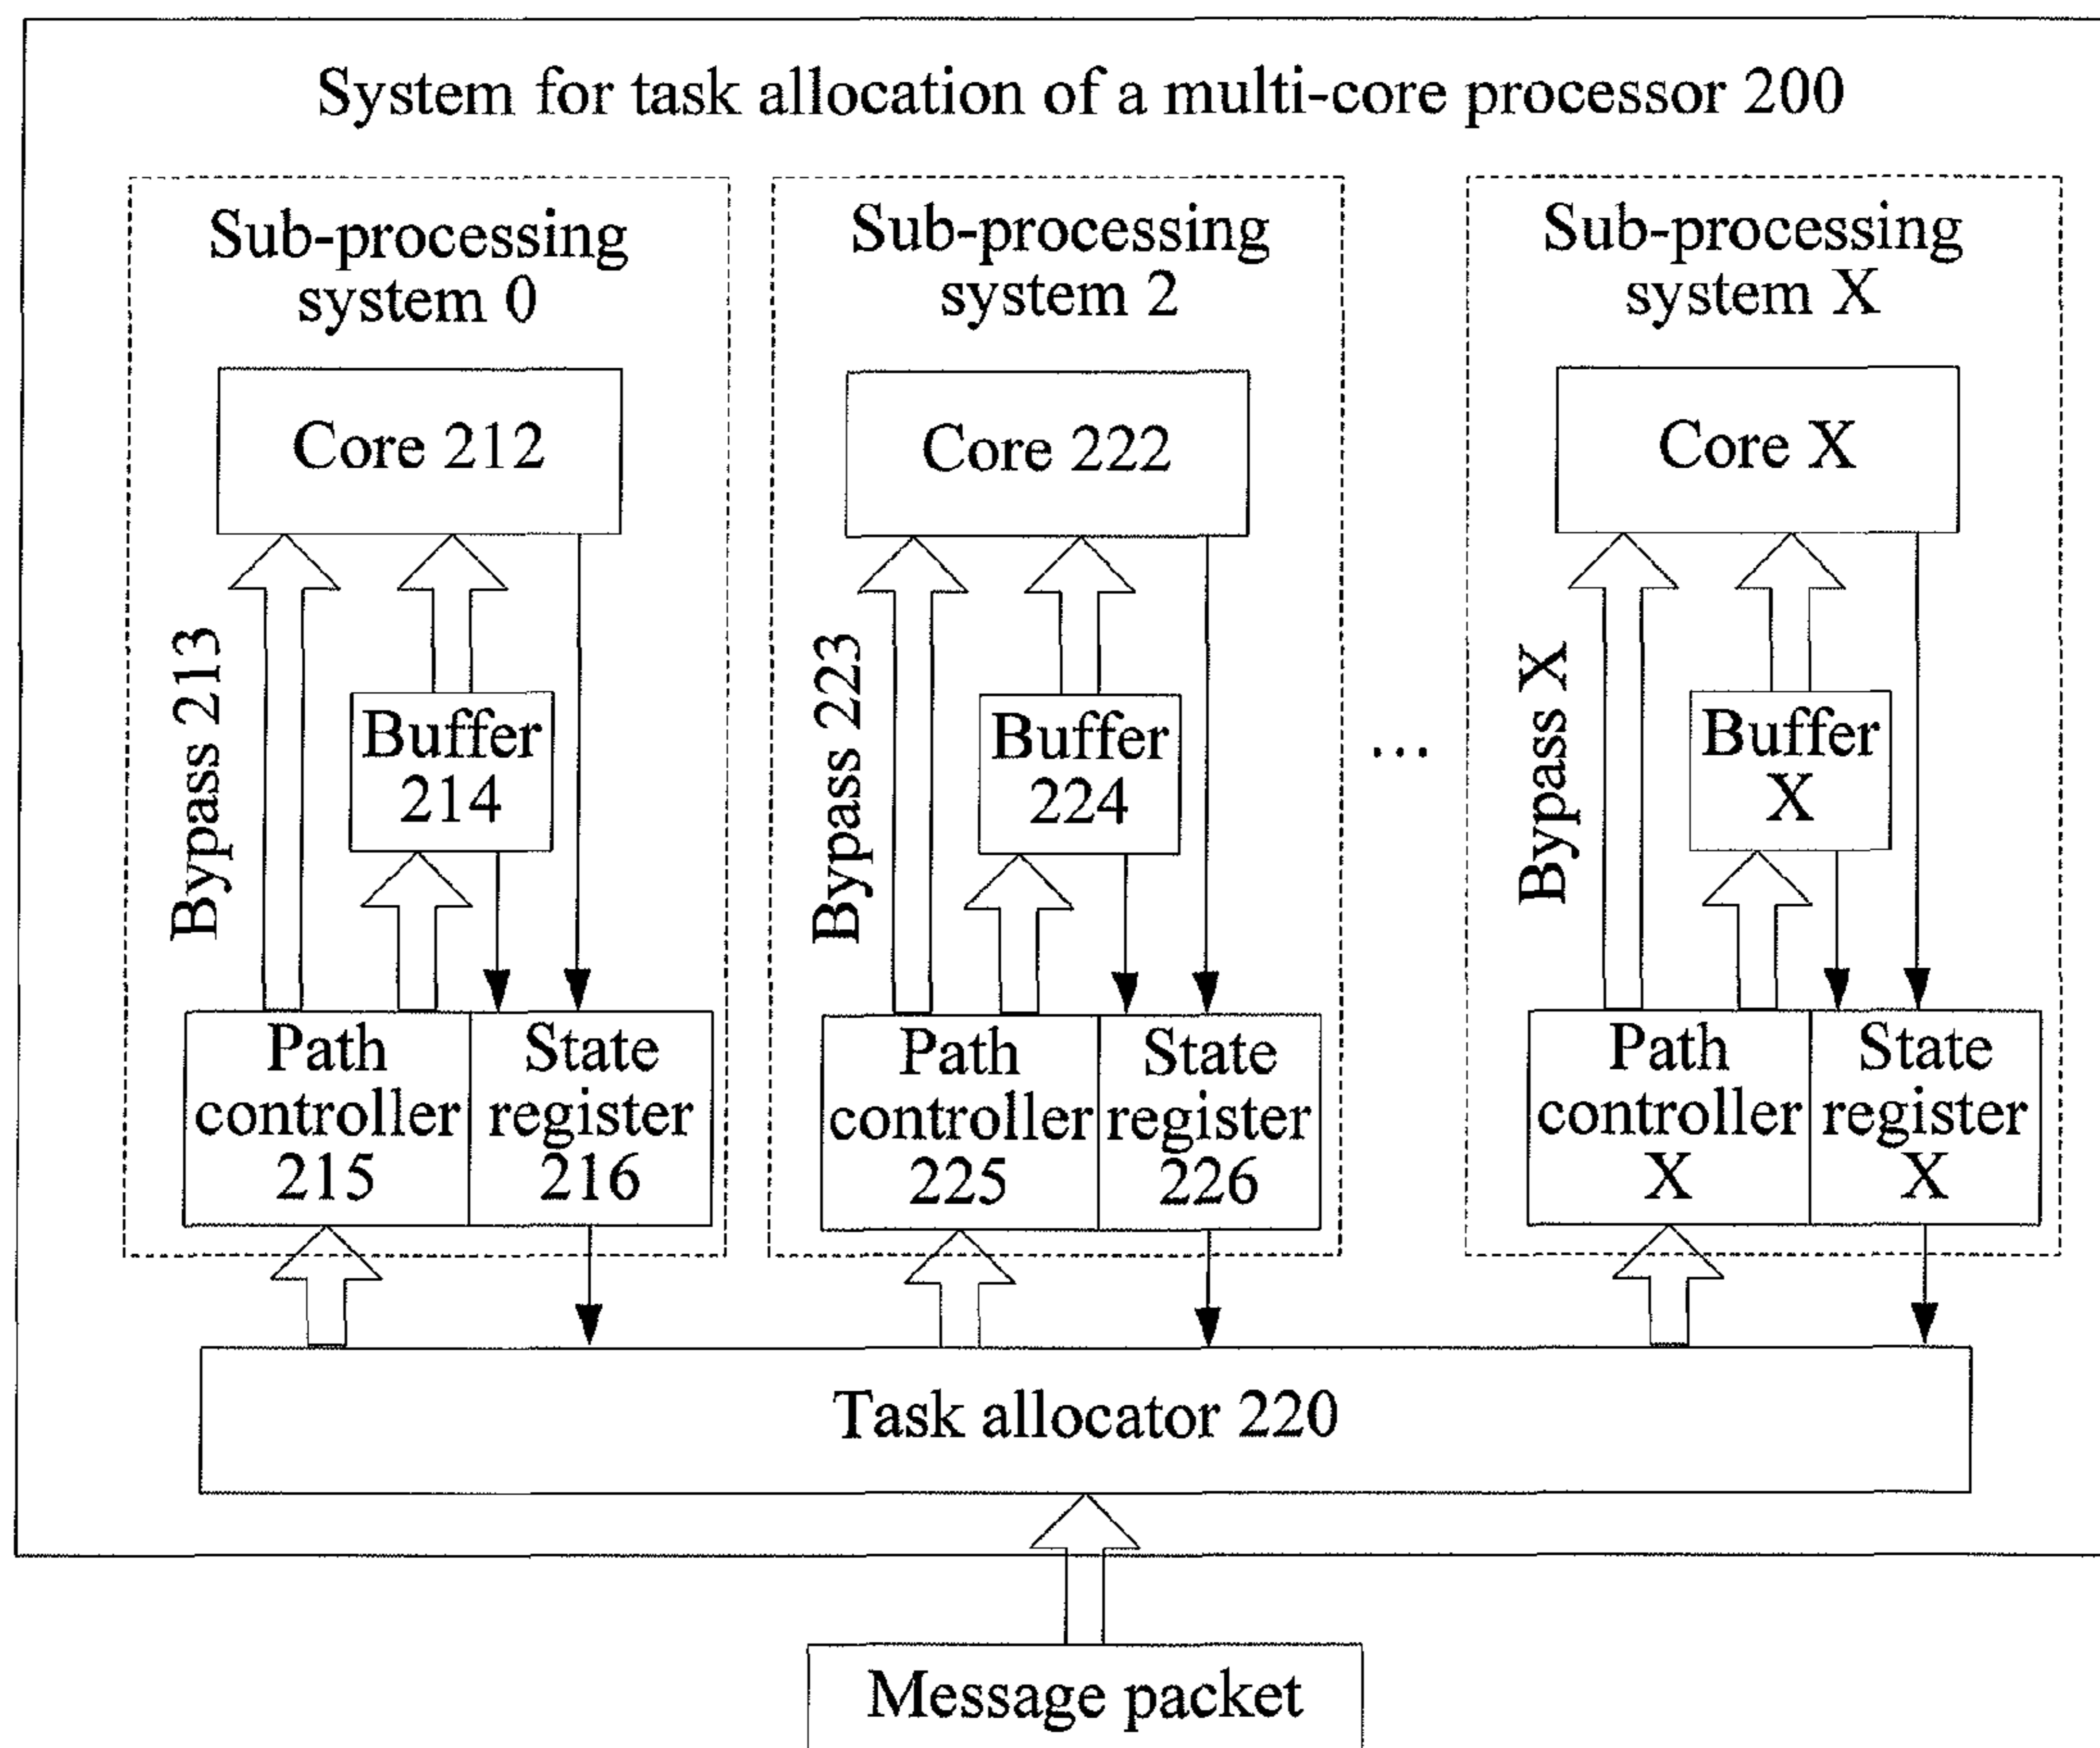 System for task allocation of a multi-core processor 200
Sub-processing
system 0
Core 212
Bypass 213
Buffer
214
Path
controller
215
State
register
216
Sub-processing
system 2
Core 222
Bypass 223
Buffer
224
Path
controller
225
State
register
226
...
Sub-processing
system X
Core X
Bypass X
Buffer
X
Path
controller
X
State
register
X
Task allocator 220
Message packet